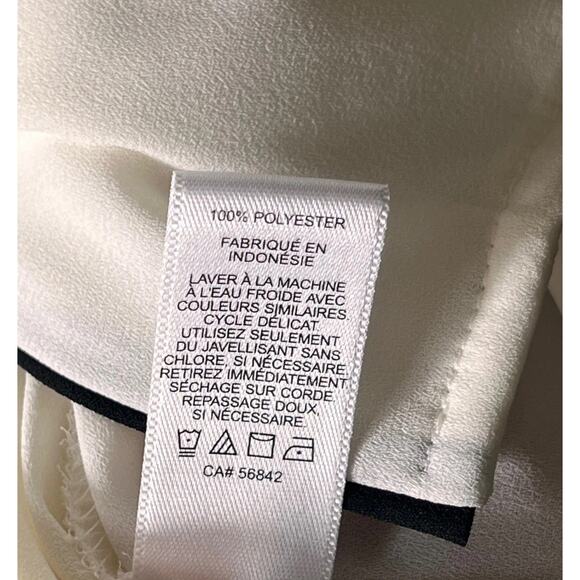 100% POLYESTER
FABRIQUÉ EN
INDONÉSIE
LAVER À LA MACHINE
À L'EAU FROIDE AVEC
COULEURS SIMILAIRES.
CYCLE DÉLICAT.
UTILISEZ SEULEMENT
DU JAVELLISANT SANS
CHLORE, SI NÉCESSAIRE.
RETIREZ IMMÉDIATEMENT.
SÉCHAGE SUR CORDE
REPASSAGE DOUX,
SI NÉCESSAIRE.
CA# 56842